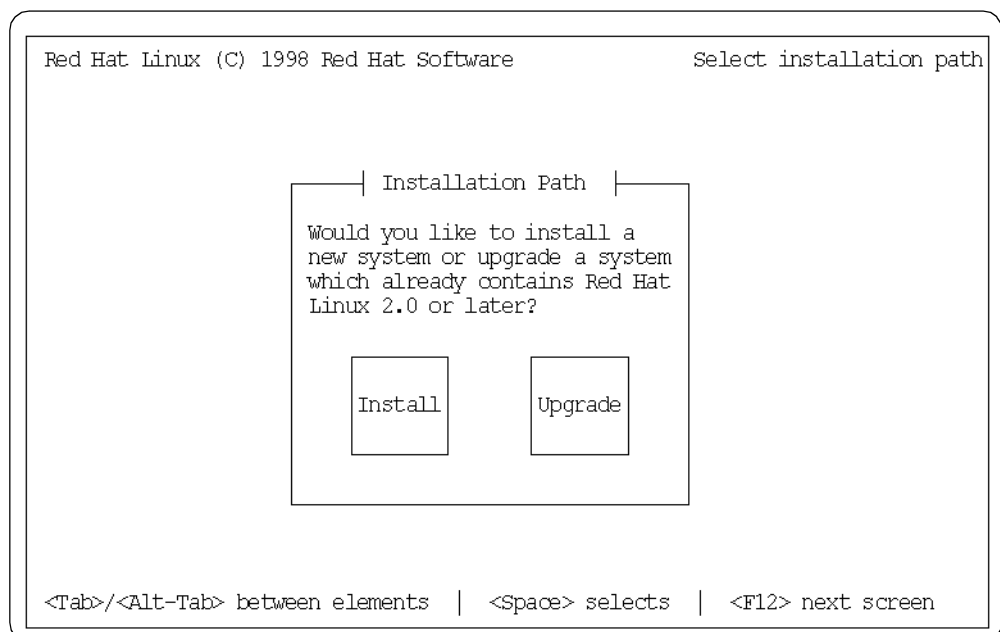 Red Hat Linux (C) 1998 Red Hat Software Select installation path
Installation Path
Would you like to install a
new system or upgrade a system
which already contains Red Hat
Linux 2.0 or later?
Install Upgrade
<Tab>/<Alt-Tab> between elements | <Space> selects | <F12> next screen